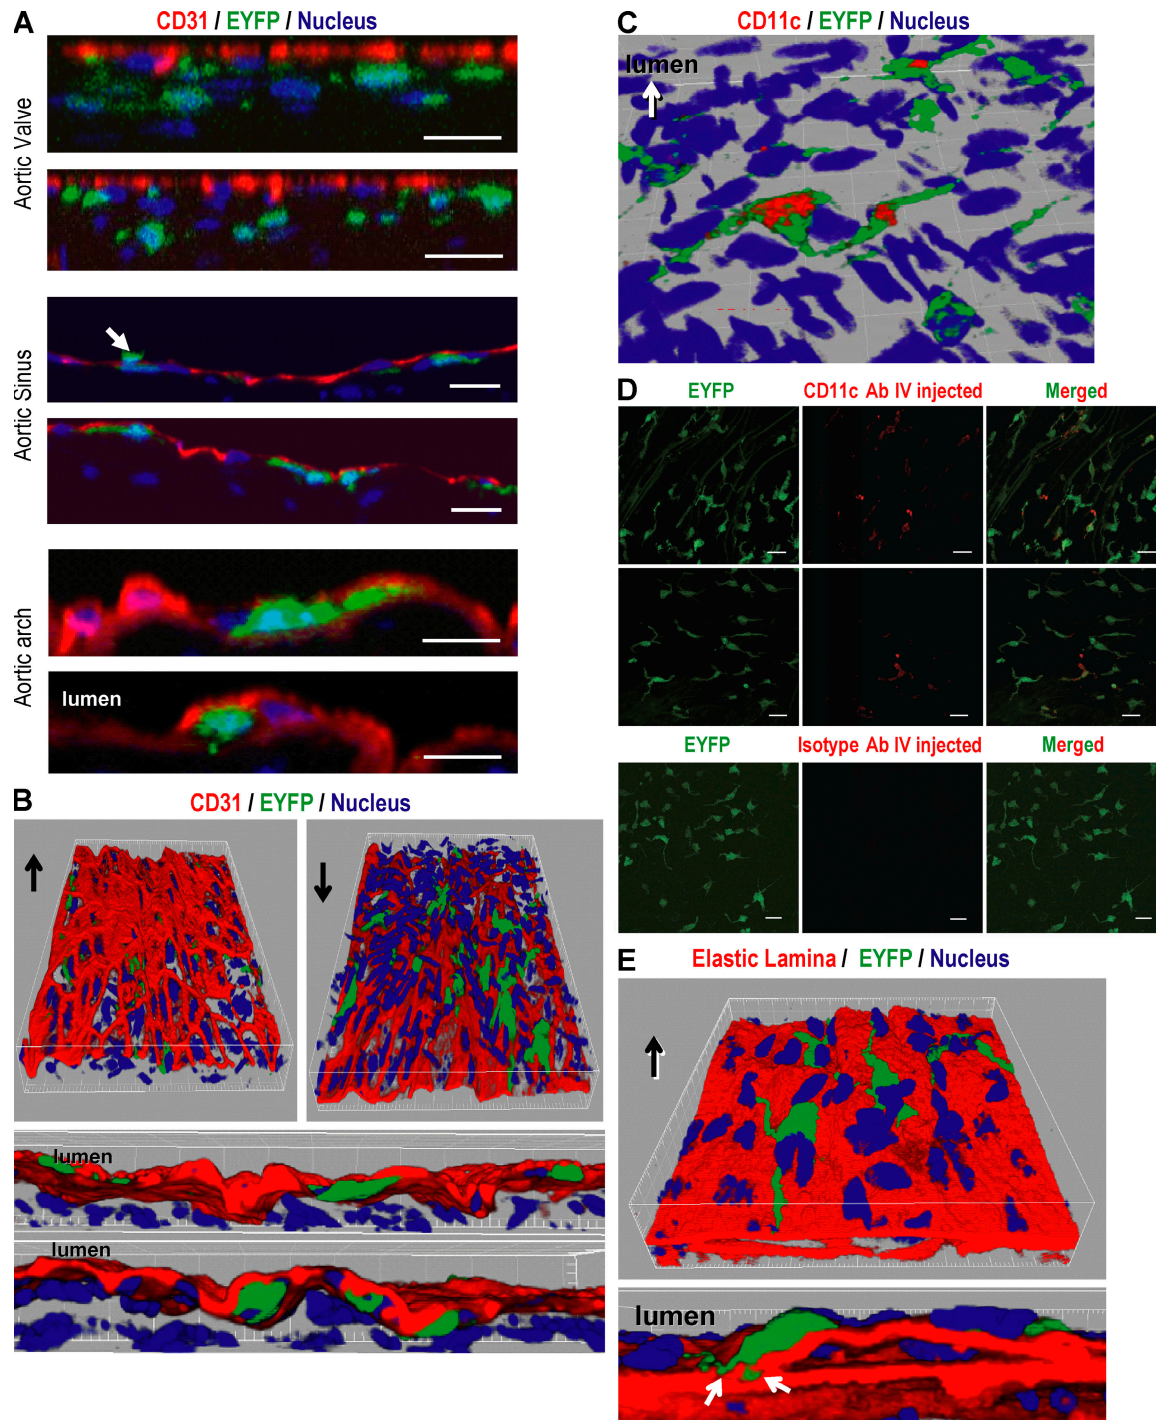 A
CD31 / EYFP / Nucleus
Aortic Valve
Aortic Sinus
Aortic arch
lumen
B
CD31 / EYFP / Nucleus
lumen
lumen
C
CD11c / EYFP / Nucleus
lumen
D
EYFP
CD11c Ab IV injected
Merged
EYFP
Isotype Ab IV injected
Merged
E
Elastic Lamina / EYFP / Nucleus
lumen